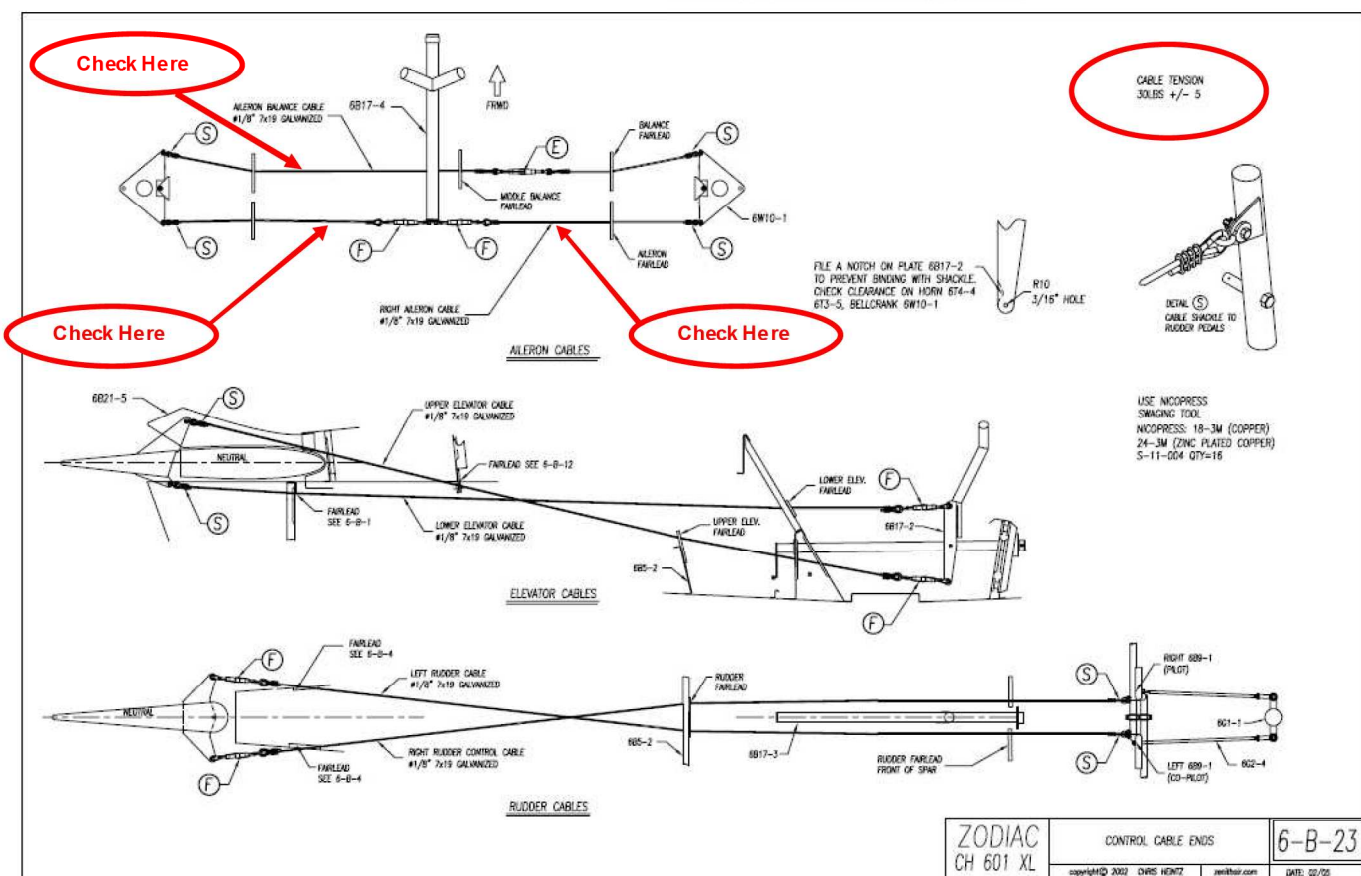 Check Here
CABLE TENSION
30LBS +/- 5
AILERON BALANCE CABLE
#1/8" 7x19 GALVANIZED
6B17-4
FRWD
BALANCE
FAIRLEAD
S
S
E
MIDDLE BALANCE
FAIRLEAD
6W10-1
S
F
F
S
AILERON
FAIRLEAD
FILE A NOTCH ON PLATE 6B17-2
TO PREVENT BINDING WITH SHACKLE.
CHECK CLEARANCE ON HORN 6T4-4
6T3-5, BELLCRANK 6W10-1
R10
3/16" HOLE
DETAIL S
CABLE SHACKLE TO
RUDDER PEDALS
RIGHT AILERON CABLE
#1/8" 7x19 GALVANIZED
Check Here
Check Here
AILERON CABLES
6B21-5
S
UPPER ELEVATOR CABLE
#1/8" 7x19 GALVANIZED
USE NICOPRESS
SWAGING TOOL
NICOPRESS: 18-3M (COPPER)
24-3M (ZINC PLATED COPPER)
S-11-004 QTY=16
NEUTRAL
FAIRLEAD SEE 6-B-12
LOWER ELEV.
FAIRLEAD
F
S
FAIRLEAD
SEE 6-B-1
LOWER ELEVATOR CABLE
#1/8" 7x19 GALVANIZED
UPPER ELEV.
FAIRLEAD
6B17-2
6B5-2
F
ELEVATOR CABLES
FAIRLEAD
SEE 6-B-4
F
LEFT RUDDER CABLE
#1/8" 7x19 GALVANIZED
RUDDER
FAIRLEAD
S
RIGHT 6B9-1
(PILOT)
NEUTRAL
6G1-1
F
FAIRLEAD
SEE 6-B-4
RIGHT RUDDER CONTROL CABLE
#1/8" 7x19 GALVANIZED
6B5-2
6B17-3
RUDDER FAIRLEAD
FRONT OF SPAR
S
LEFT 6B9-1
(CO-PILOT)
6G2-4
RUDDER CABLES
ZODIAC
CH 601 XL
CONTROL CABLE ENDS
6-B-23
copyright© 2002 CHRIS HEINTZ
zenithair.com
DATE: 02/05